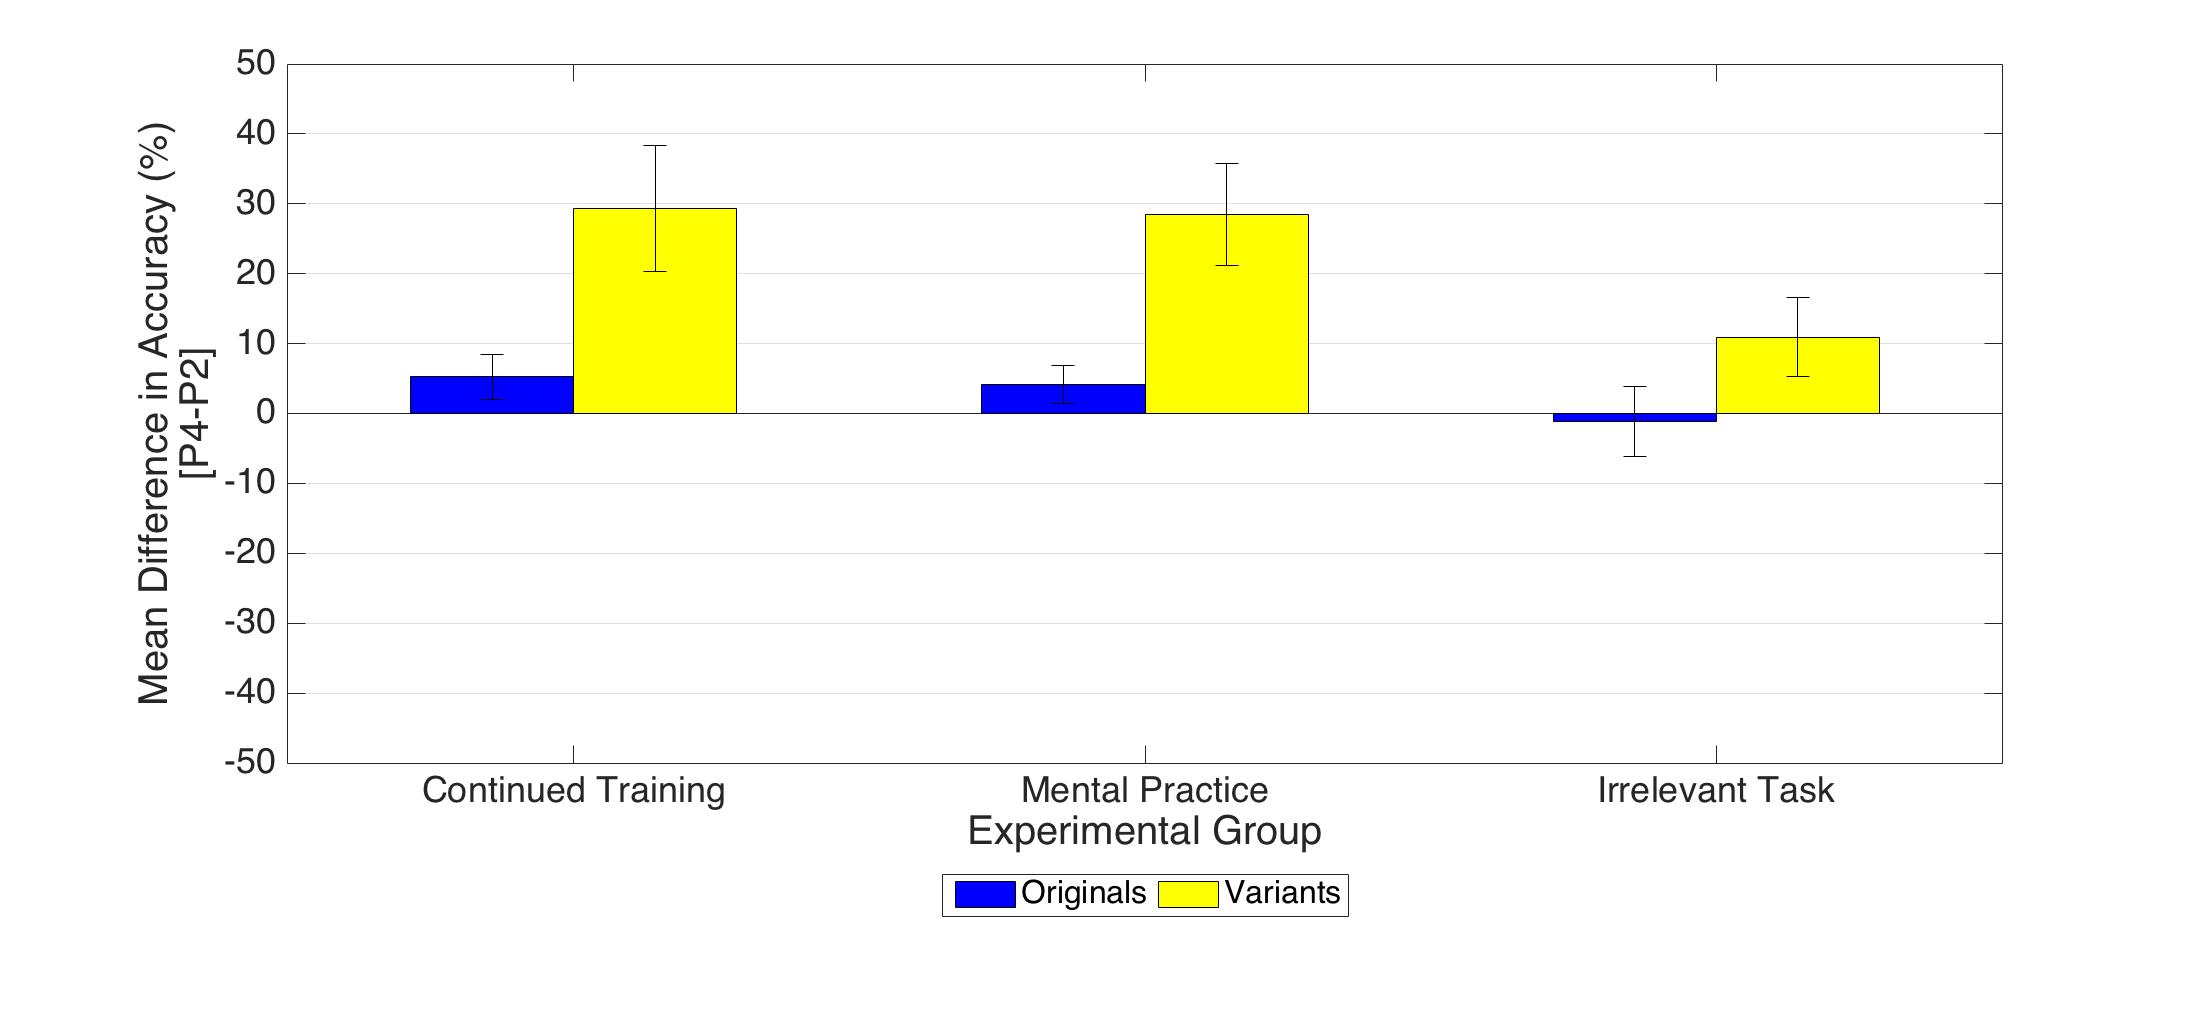 Mean Difference in Accuracy (%)
[P4-P2]
50
40
30
20
10
0
-10
-20
-30
-40
-50
Continued Training
Mental Practice
Irrelevant Task
Experimental Group
Originals
Variants